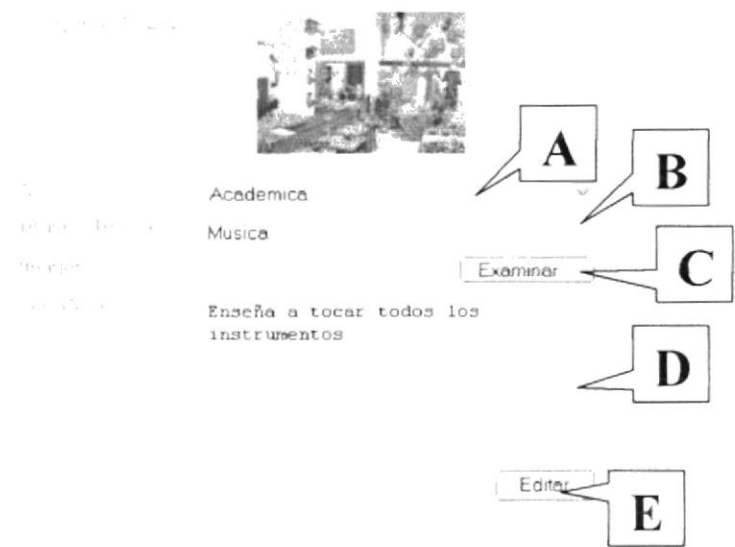 A
B
Academica
Musica
C
Examinar
Enseña a tocar todos los
instrumentos
D
Editar
E